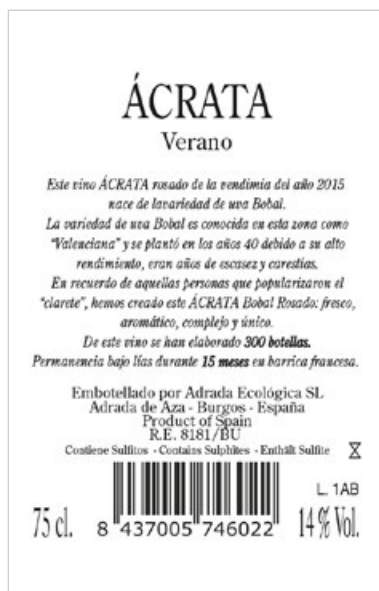 ÁCRATA
Verano
Este vino ÁCRATA rosado de la vendimia del año 2015
nace de lavariedad de uva Bobal.
La variedad de uva Bobal es conocida en esta zona como
"Valenciana" y se plantó en los años 40 debido a su alto
rendimiento, eran años de escasez y carestías.
En recuerdo de aquellas personas que popularizaron el
"clarete", hemos creado este ÁCRATA Bobal Rosado: fresco,
aromático, complejo y único.
De este vino se han elaborado 300 botellas.
Permanencia bajo lías durante 15 meses en barrica francesa.
Embotellado por Adrada Ecológica SL
Adrada de Aza - Burgos - España
Product of Spain
R.E. 8181/BU
Contiene Sulfitos - Contains Sulphites - Enthält Sulfite
L. 1AB
75 cl.
8 437005 746022
14 % Vol.